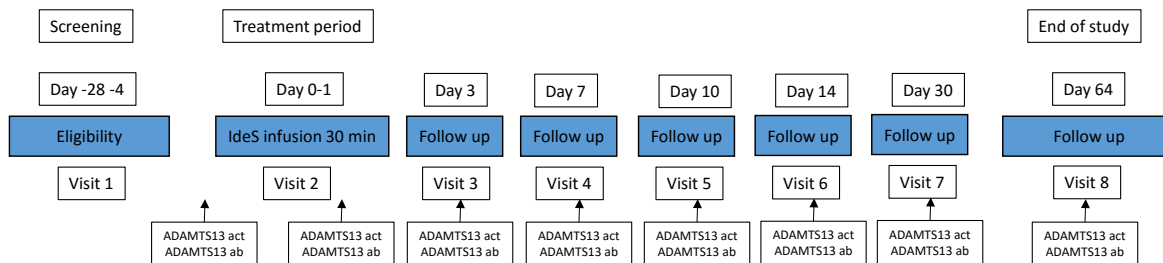 Screening
Treatment period
End of study
Day -28 -4
Day 0-1
Day 3
Day 7
Day 10
Day 14
Day 30
Day 64
Eligibility
IdeS infusion 30 min
Follow up
Follow up
Follow up
Follow up
Follow up
Follow up
Visit 1
Visit 2
Visit 3
Visit 4
Visit 5
Visit 6
Visit 7
Visit 8
ADAMTS13 act
ADAMTS13 ab
ADAMTS13 act
ADAMTS13 ab
ADAMTS13 act
ADAMTS13 ab
ADAMTS13 act
ADAMTS13 ab
ADAMTS13 act
ADAMTS13 ab
ADAMTS13 act
ADAMTS13 ab
ADAMTS13 act
ADAMTS13 ab
ADAMTS13 act
ADAMTS13 ab